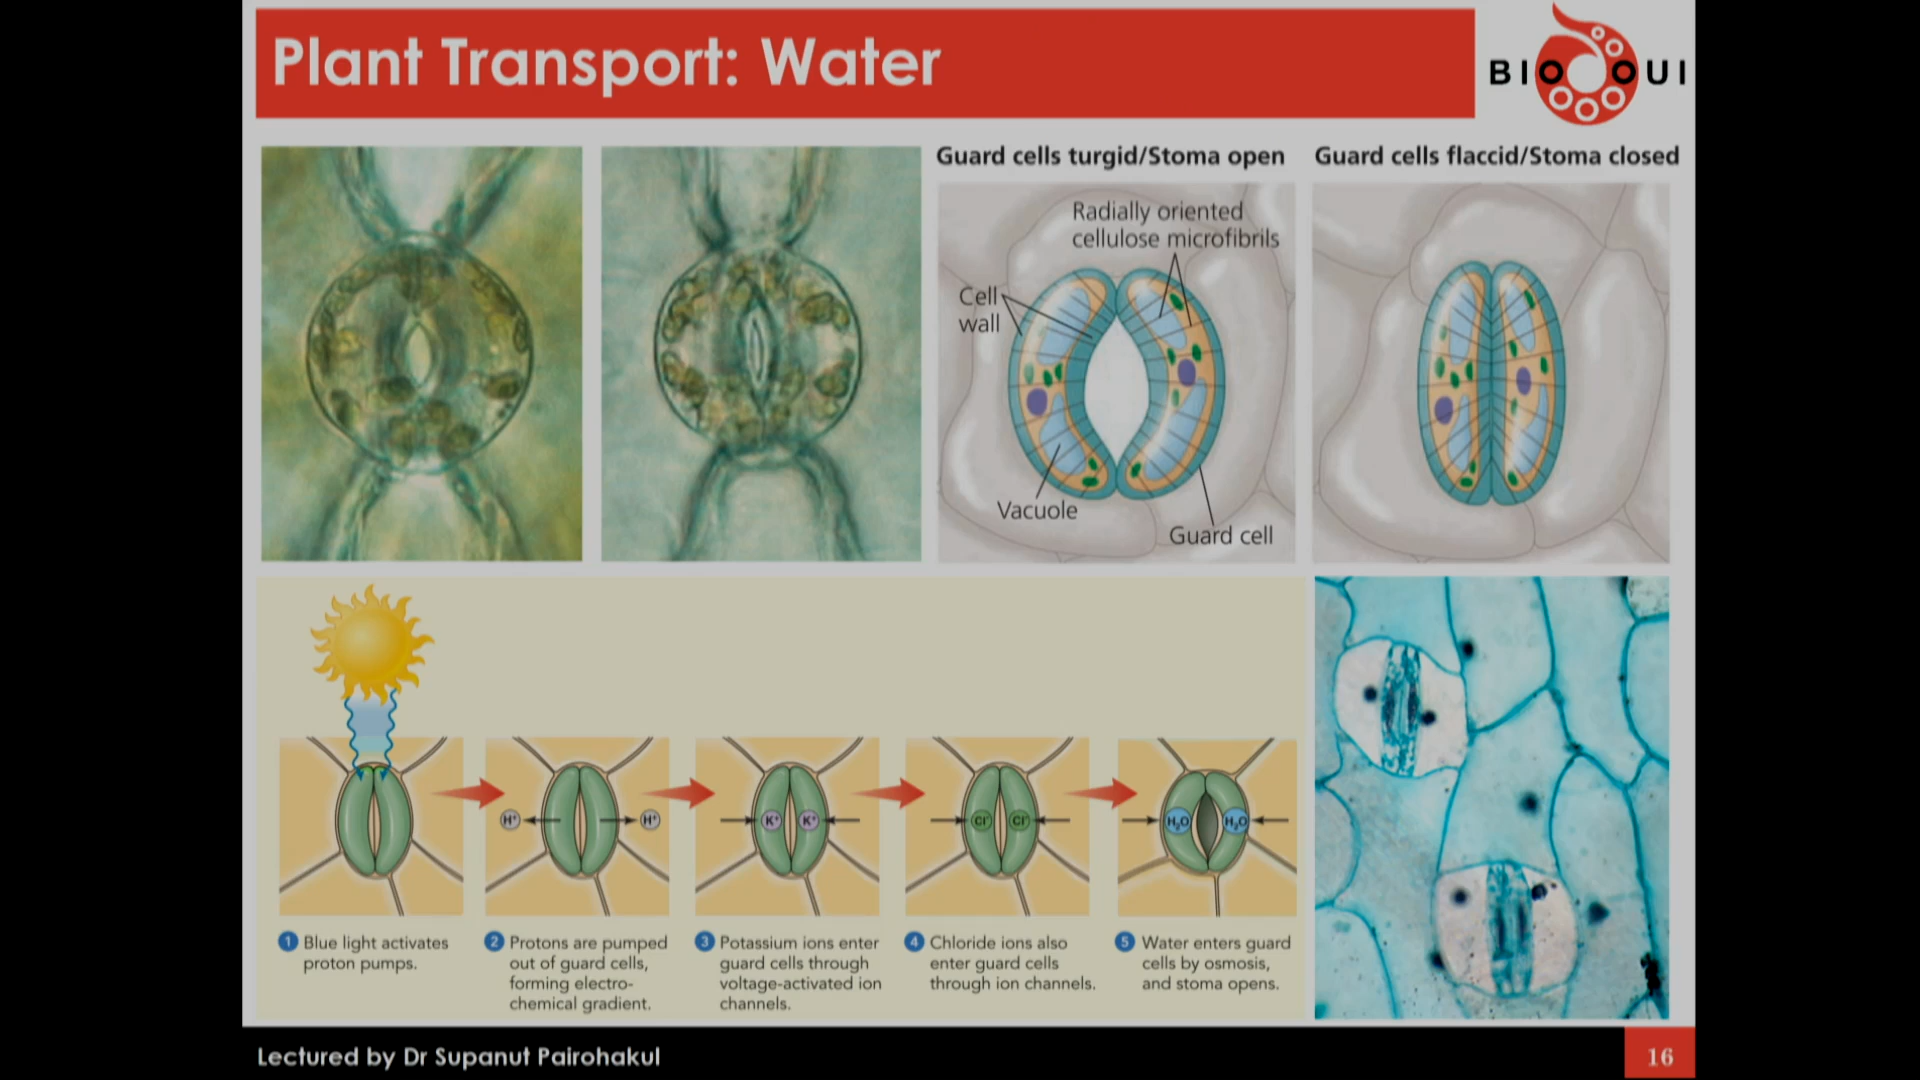 Plant Transport: Water
BIO OUI
Guard cells turgid/Stoma open
Guard cells flaccid/Stoma closed
Radially oriented
cellulose microfibrils
Cell
wall
Vacuole
Guard cell
H⁺
H⁺
K⁺
K⁺
Cl⁻
Cl⁻
H₂O
H₂O
1 Blue light activates
proton pumps.
2 Protons are pumped
out of guard cells,
forming electro-
chemical gradient.
3 Potassium ions enter
guard cells through
voltage-activated ion
channels.
4 Chloride ions also
enter guard cells
through ion channels.
5 Water enters guard
cells by osmosis,
and stoma opens.
Lectured by Dr Supanut Pairohakul
16